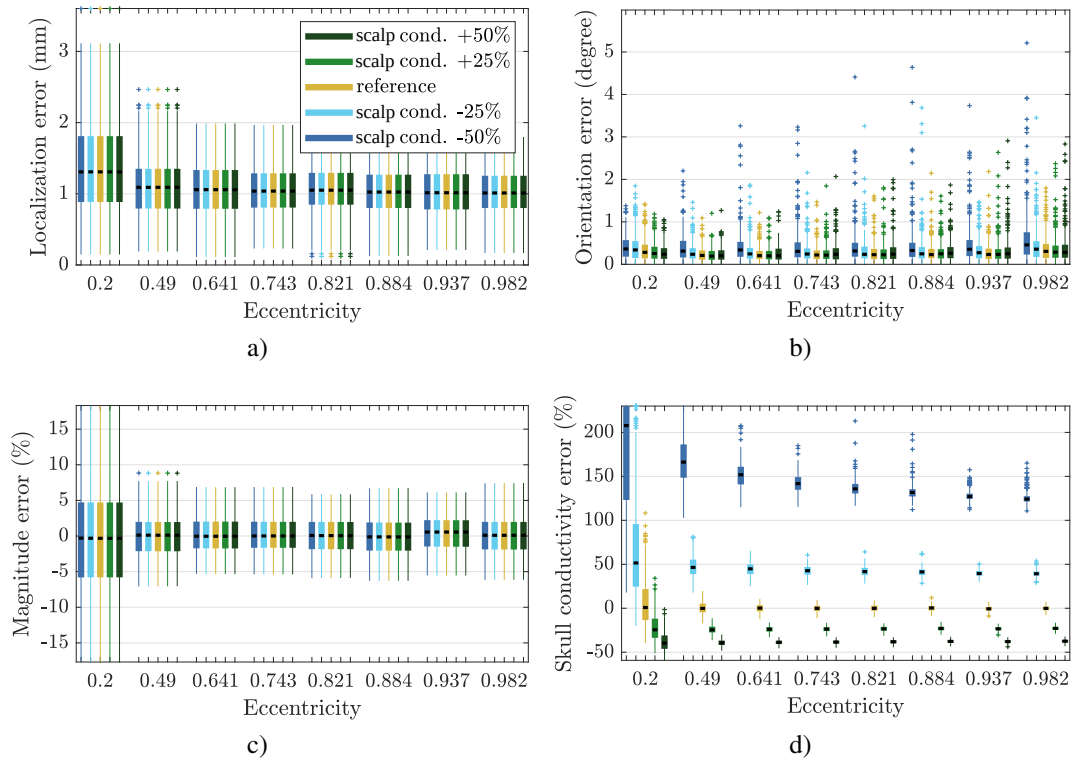 Localization error (mm)
3
2
1
0
scalp cond. +50%
scalp cond. +25%
reference
scalp cond. -25%
scalp cond. -50%
0.2 0.49 0.641 0.743 0.821 0.884 0.937 0.982
Eccentricity
a)
Orientation error (degree)
5
4
3
2
1
0
0.2 0.49 0.641 0.743 0.821 0.884 0.937 0.982
Eccentricity
b)
Magnitude error (%)
15
10
5
0
-5
-10
-15
0.2 0.49 0.641 0.743 0.821 0.884 0.937 0.982
Eccentricity
c)
Skull conductivity error (%)
200
150
100
50
0
-50
0.2 0.49 0.641 0.743 0.821 0.884 0.937 0.982
Eccentricity
d)